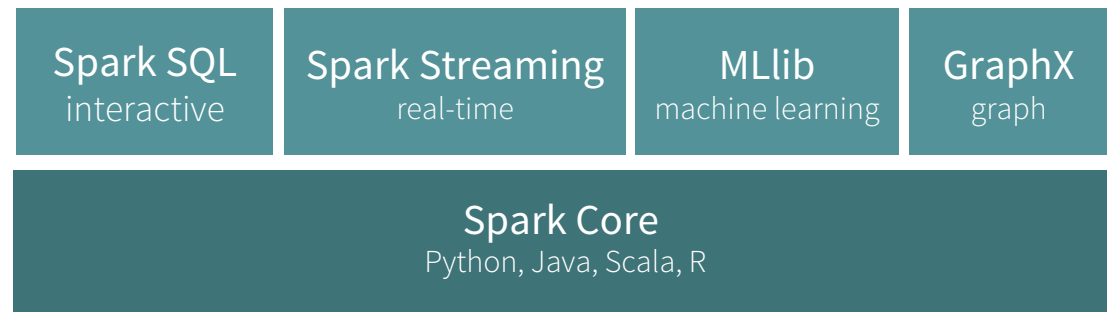 Spark SQL
interactive
Spark Streaming
real-time
MLlib
machine learning
GraphX
graph
Spark Core
Python, Java, Scala, R